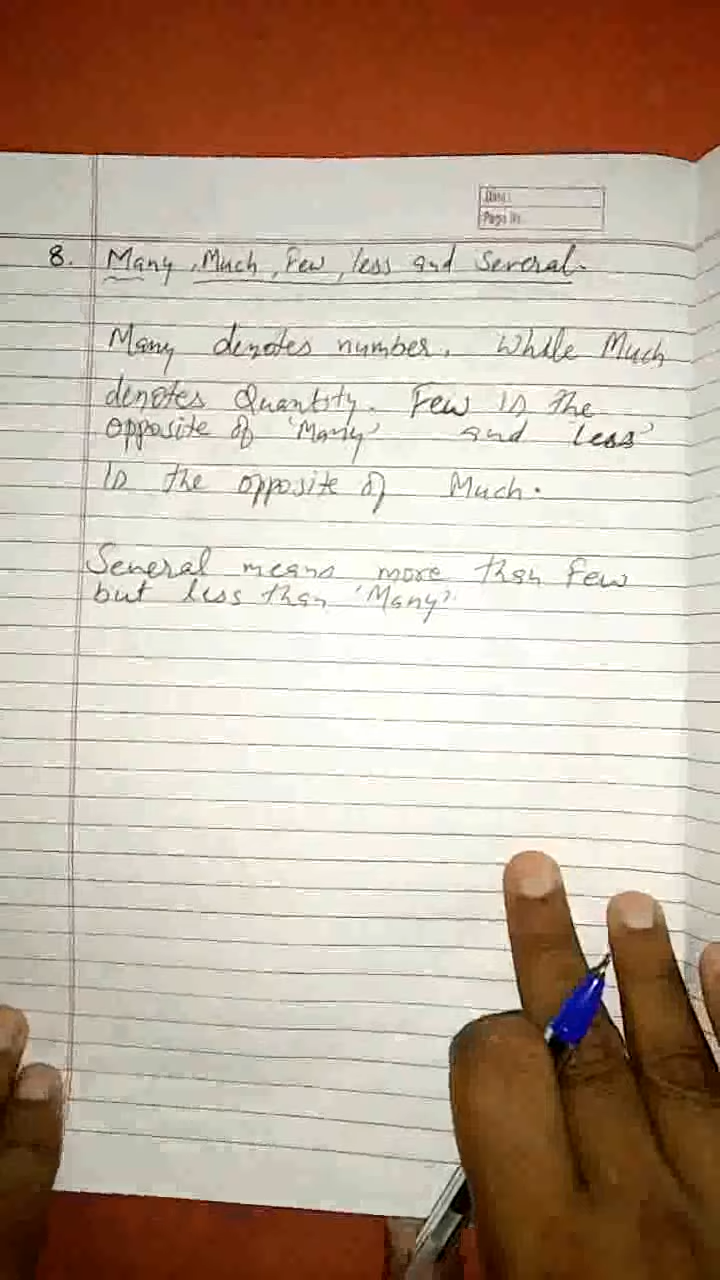 Date:
Page No.
8. Many, Much, Few, less and Several.
Many denotes number. While Much
denotes Quantity. Few is the
opposite of 'Many' and less'
is the opposite of Much.
Several means more than few
but less than 'Many'.